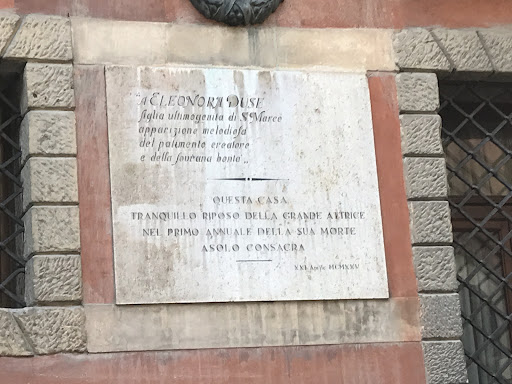 "A ELEONORA DUSE
figlia ultimogenita di S. Marco
apparizione melodiosa
del patimento creatore
e della sovrana bontà„
QUESTA CASA
TRANQUILLO RIPOSO DELLA GRANDE ATTRICE
NEL PRIMO ANNUALE DELLA SUA MORTE
ASOLO CONSACRA
XXI Aprile MCMXXV